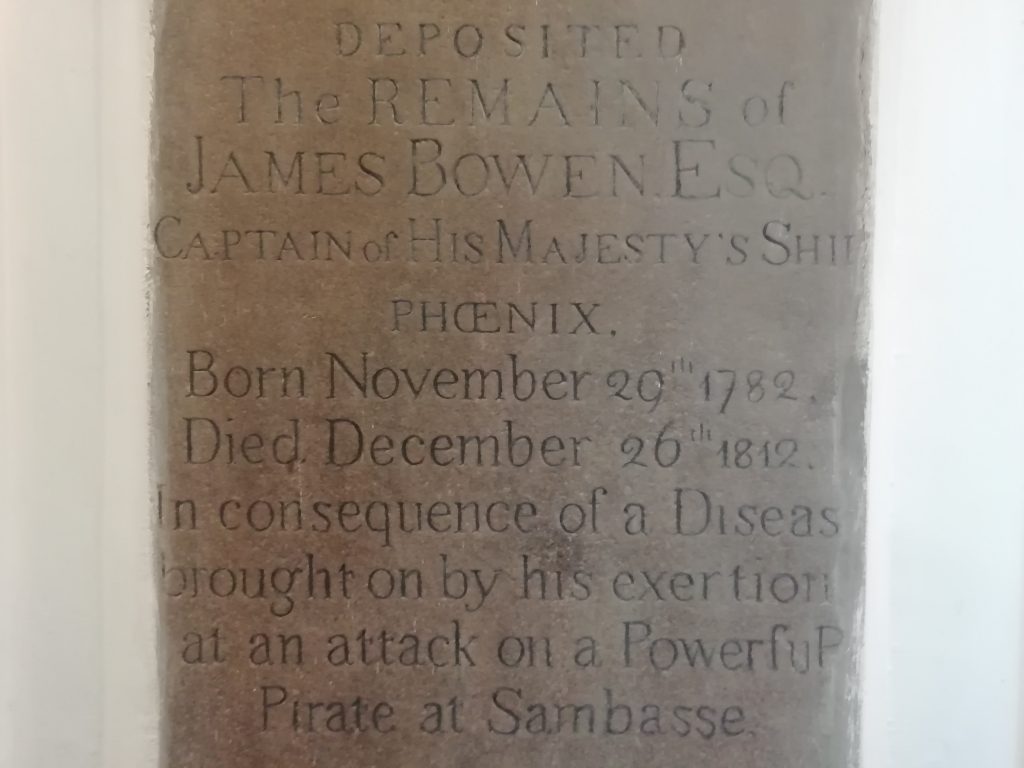 DEPOSITED
The REMAINS of
JAMES BOWEN ESQ.
CAPTAIN of HIS MAJESTY'S SHIP
PHŒNIX.
Born November 29th 1782.
Died December 26th 1812.
In consequence of a Diseas
brought on by his exertion
at an attack on a Powerful
Pirate at Sambasse.